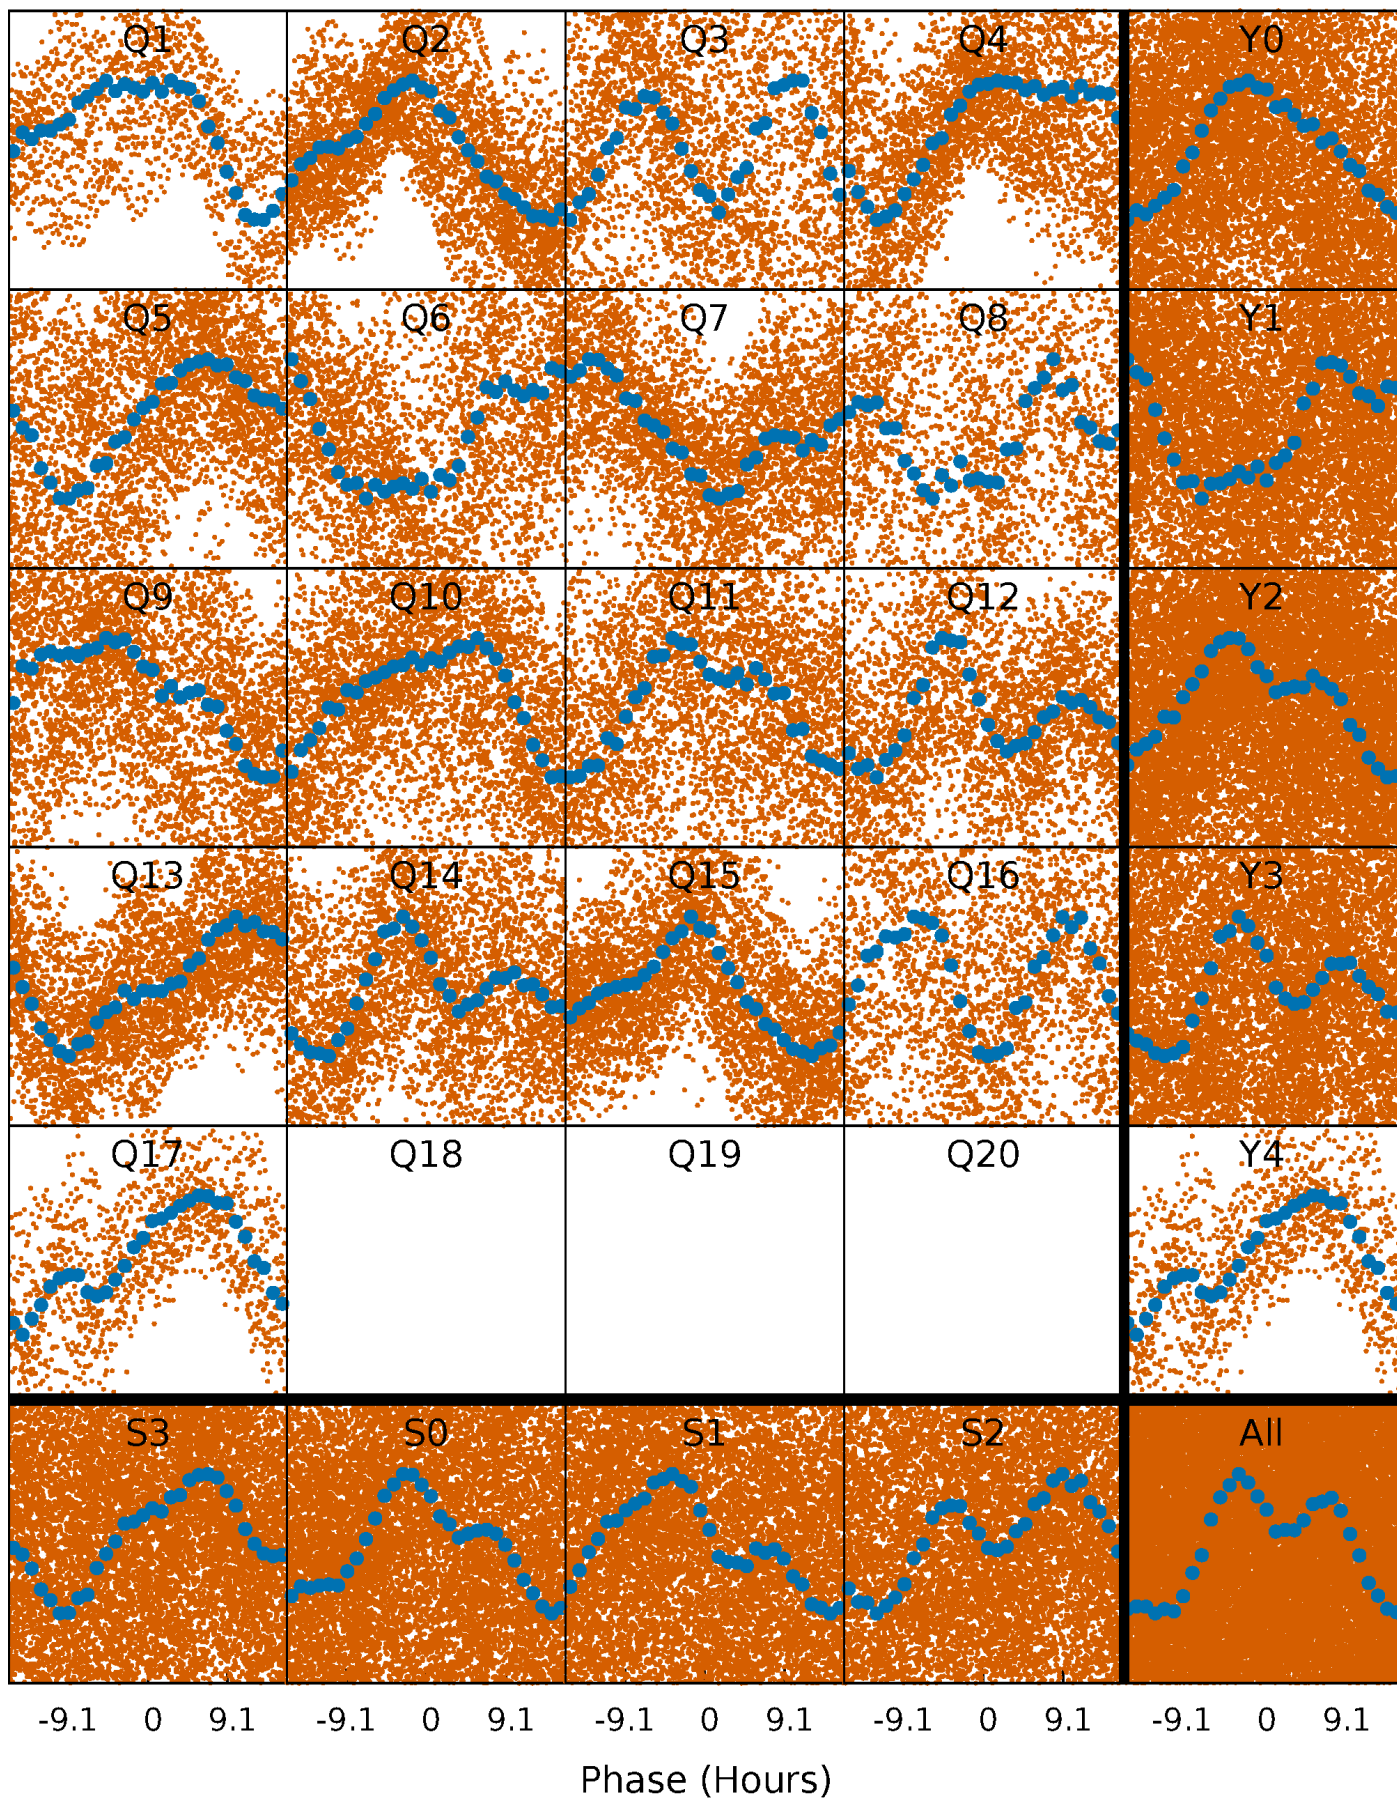 Q1 Q2 Q3 Q4 Y0
Q5 Q6 Q7 Q8 Y1
Q9 Q10 Q11 Q12 Y2
Q13 Q14 Q15 Q16 Y3
Q17 Q18 Q19 Q20 Y4
S3 S0 S1 S2 All
-9.1 0 9.1 -9.1 0 9.1 -9.1 0 9.1 -9.1 0 9.1 -9.1 0 9.1
Phase (Hours)